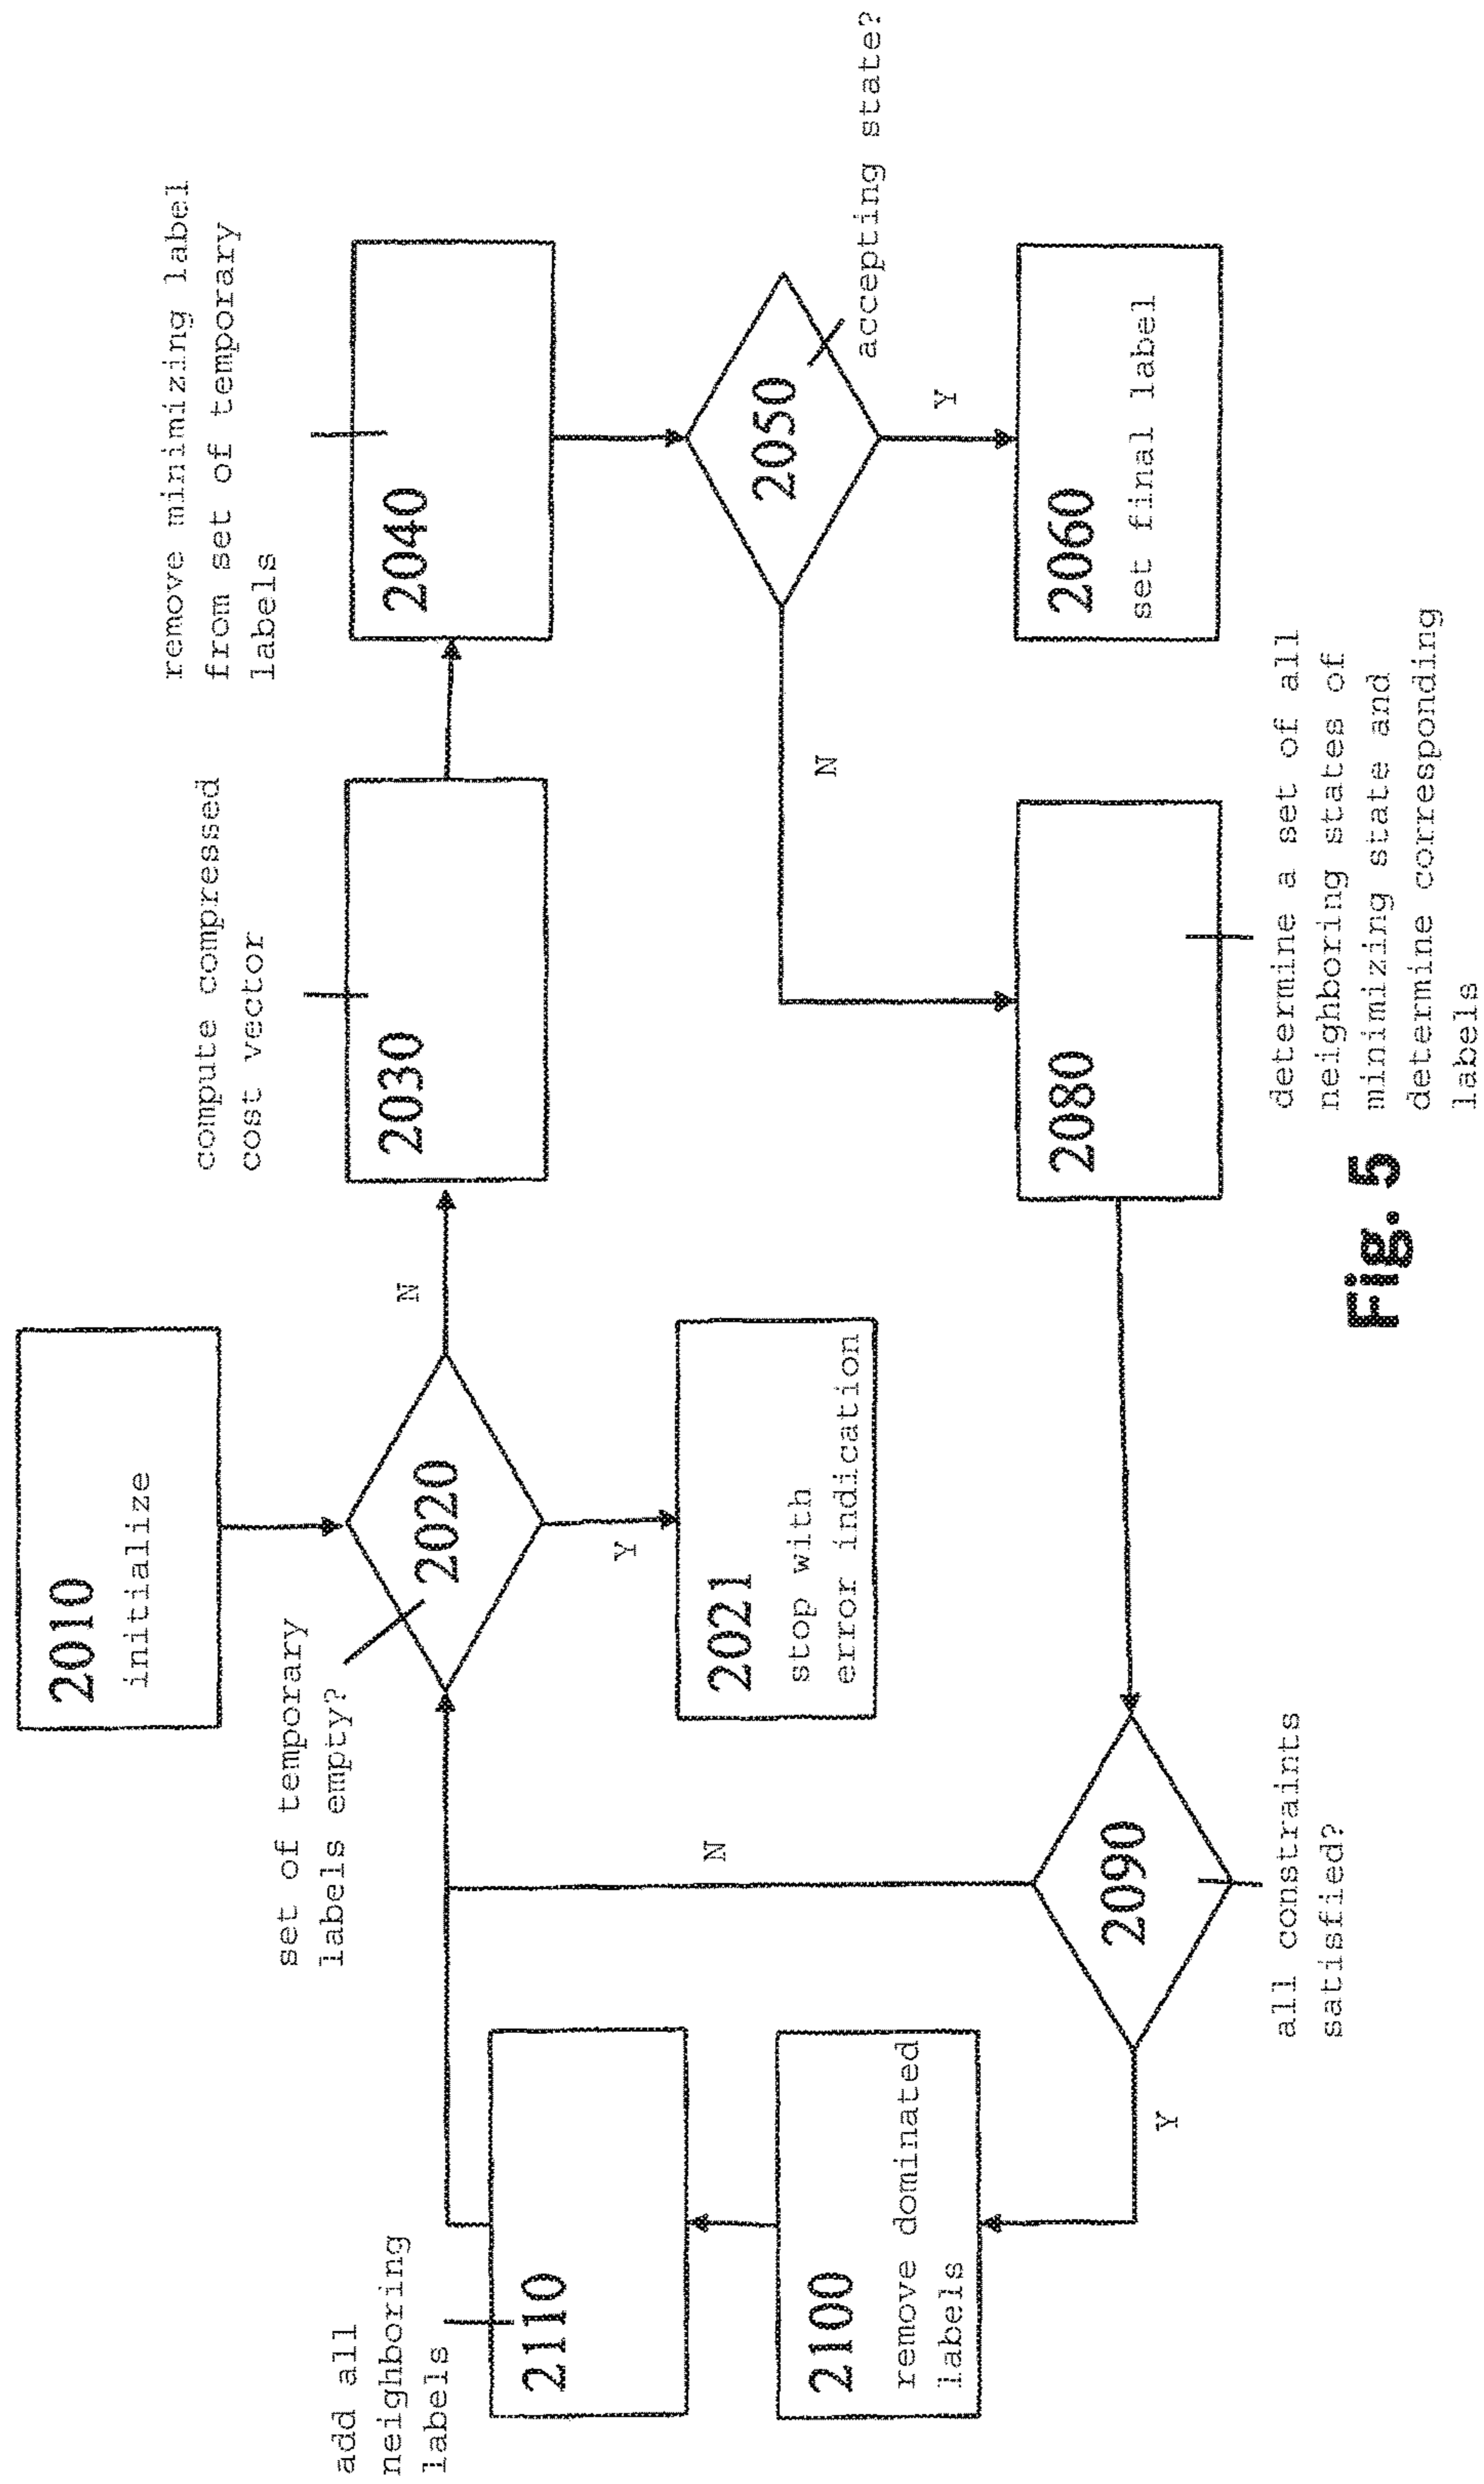 2010
initialize
set of temporary
labels empty?
2020
N
Y
2021
stop with
error indication
compute compressed
cost vector
2030
remove minimizing label
from set of temporary
labels
2040
2050
accepting state?
Y
N
2060
set final label
2080
determine a set of all
neighboring states of
minimizing state and
determine corresponding
labels
2090
all constraints
satisfied?
N
Y
2100
remove dominated
labels
add all
neighboring
labels
2110
Fig. 5